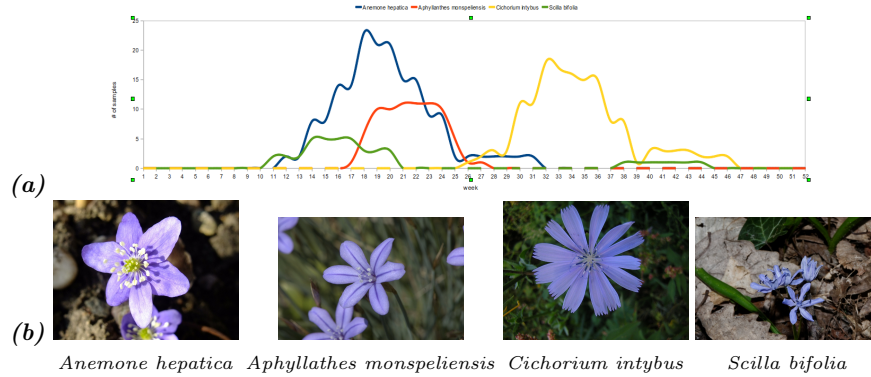 Anemone hepatica Aphyllanthes monspeliensis Cichorium intybus Scilla bifolia
25
20
15
10
5
0
# of samples
1 2 3 4 5 6 7 8 9 10 11 12 13 14 15 16 17 18 19 20 21 22 23 24 25 26 27 28 29 30 31 32 33 34 35 36 37 38 39 40 41 42 43 44 45 46 47 48 49 50 51 52
week
(a)
(b)
Anemone hepatica Aphyllathes monspeliensis Cichorium intybus Scilla bifolia